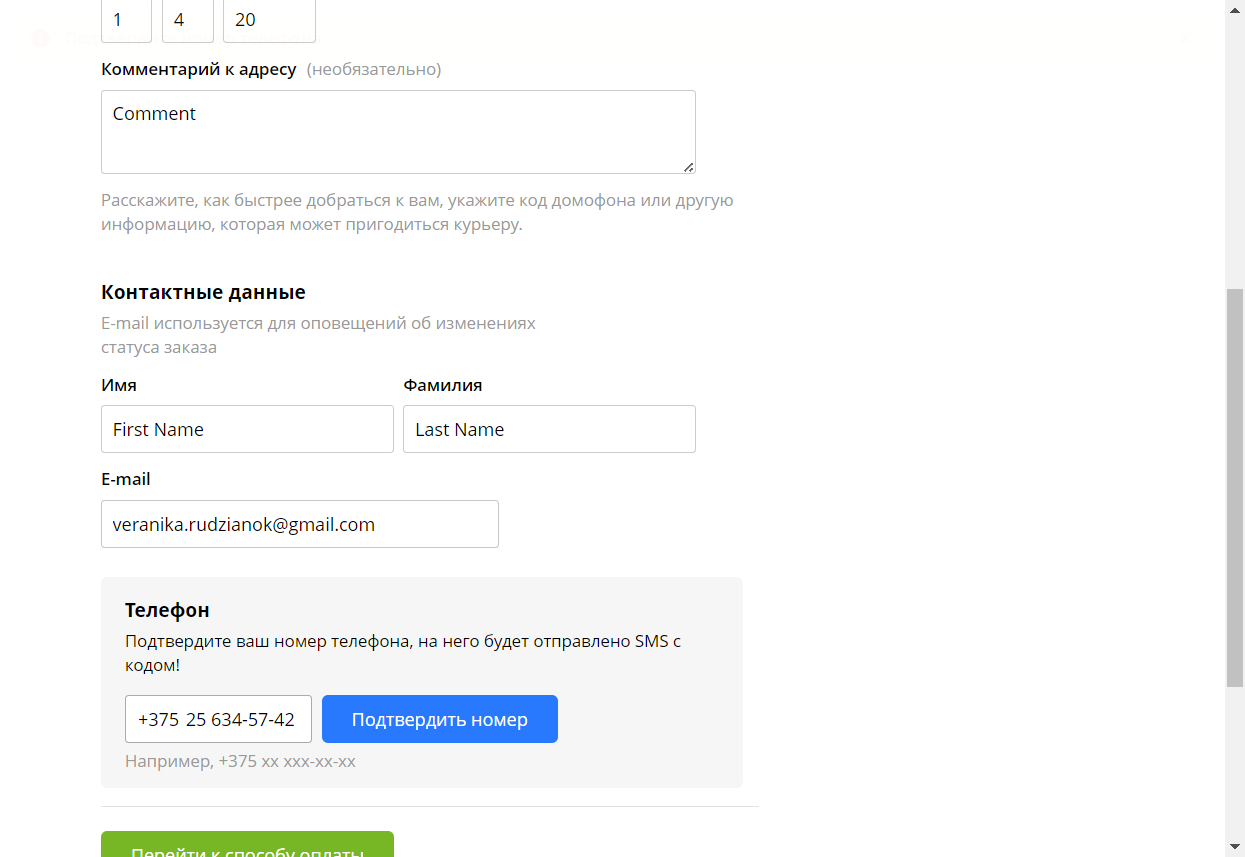 1 4 20
Комментарий к адресу (необязательно)
Comment
Расскажите, как быстрее добраться к вам, укажите код домофона или другую
информацию, которая может пригодиться курьеру.
Контактные данные
E-mail используется для оповещений об изменениях
статуса заказа
Имя Фамилия
First Name Last Name
E-mail
veranika.rudzianok@gmail.com
Телефон
Подтвердите ваш номер телефона, на него будет отправлено SMS с
кодом!
+375 25 634-57-42 Подтвердить номер
Например, +375 xx xxx-xx-xx
Перейти к способу оплаты